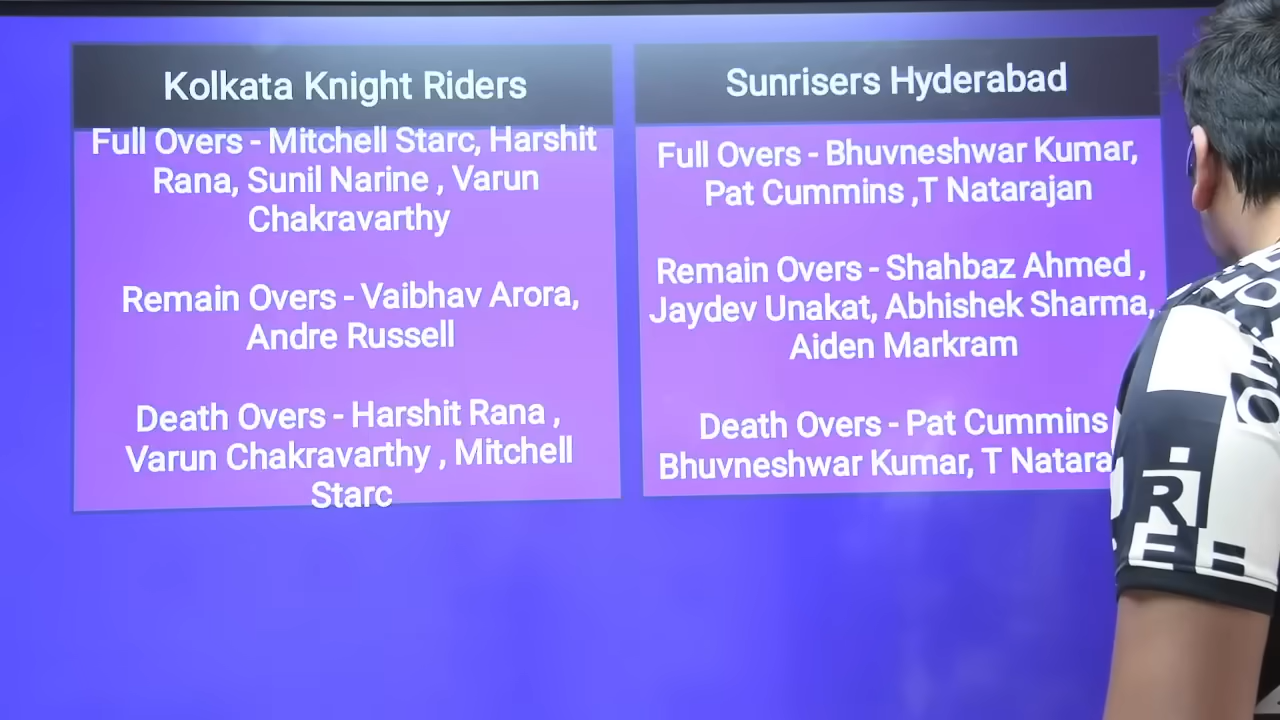 Kolkata Knight Riders
Full Overs - Mitchell Starc, Harshit
Rana, Sunil Narine , Varun
Chakravarthy
Remain Overs - Vaibhav Arora,
Andre Russell
Death Overs - Harshit Rana ,
Varun Chakravarthy , Mitchell
Starc
Sunrisers Hyderabad
Full Overs - Bhuvneshwar Kumar,
Pat Cummins ,T Natarajan
Remain Overs - Shahbaz Ahmed ,
Jaydev Unakat, Abhishek Sharma,
Aiden Markram
Death Overs - Pat Cummins
Bhuvneshwar Kumar, T